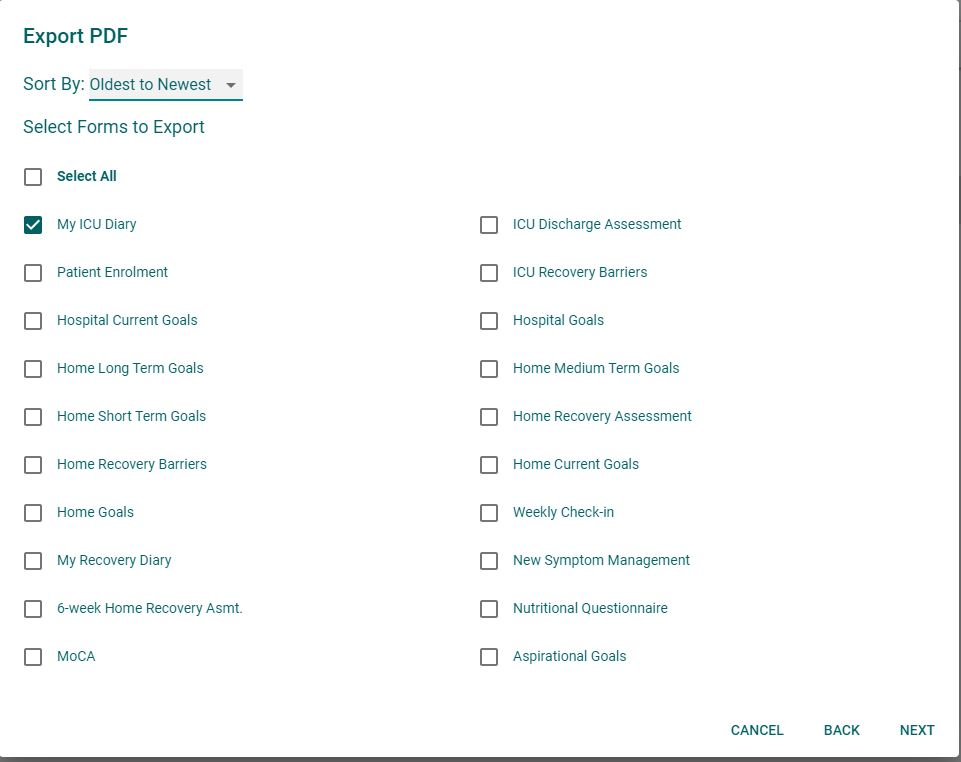 Export PDF
Sort By: Oldest to Newest
Select Forms to Export
Select All
My ICU Diary
ICU Discharge Assessment
Patient Enrolment
ICU Recovery Barriers
Hospital Current Goals
Hospital Goals
Home Long Term Goals
Home Medium Term Goals
Home Short Term Goals
Home Recovery Assessment
Home Recovery Barriers
Home Current Goals
Home Goals
Weekly Check-in
My Recovery Diary
New Symptom Management
6-week Home Recovery Asmt.
Nutritional Questionnaire
MoCA
Aspirational Goals
CANCEL BACK NEXT